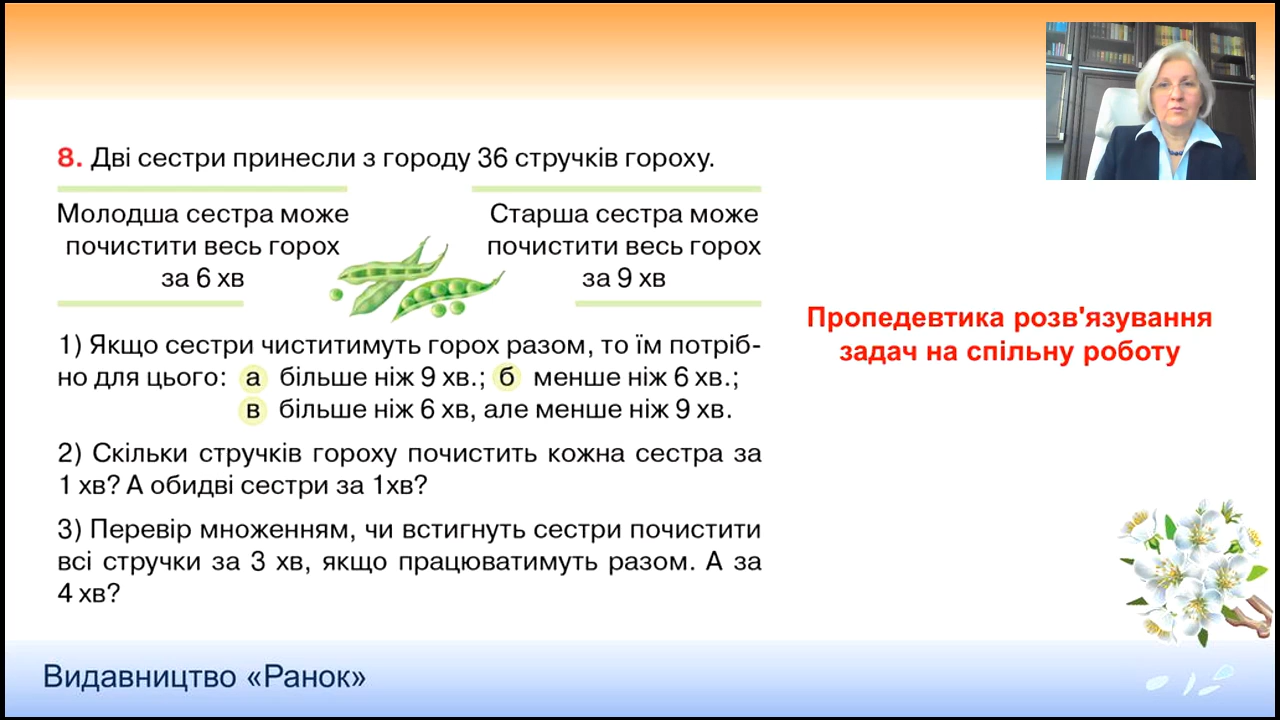 8. Дві сестри принесли з городу 36 стручків гороху.
Молодша сестра може
почистити весь горох
за 6 хв
Старша сестра може
почистити весь горох
за 9 хв
1) Якщо сестри чиститимуть горох разом, то їм потріб-
но для цього: а більше ніж 9 хв.; б менше ніж 6 хв.;
в більше ніж 6 хв, але менше ніж 9 хв.
2) Скільки стручків гороху почистить кожна сестра за
1 хв? А обидві сестри за 1хв?
3) Перевір множенням, чи встигнуть сестри почистити
всі стручки за 3 хв, якщо працюватимуть разом. А за
4 хв?
Пропедевтика розв'язування
задач на спільну роботу
Видавництво «Ранок»